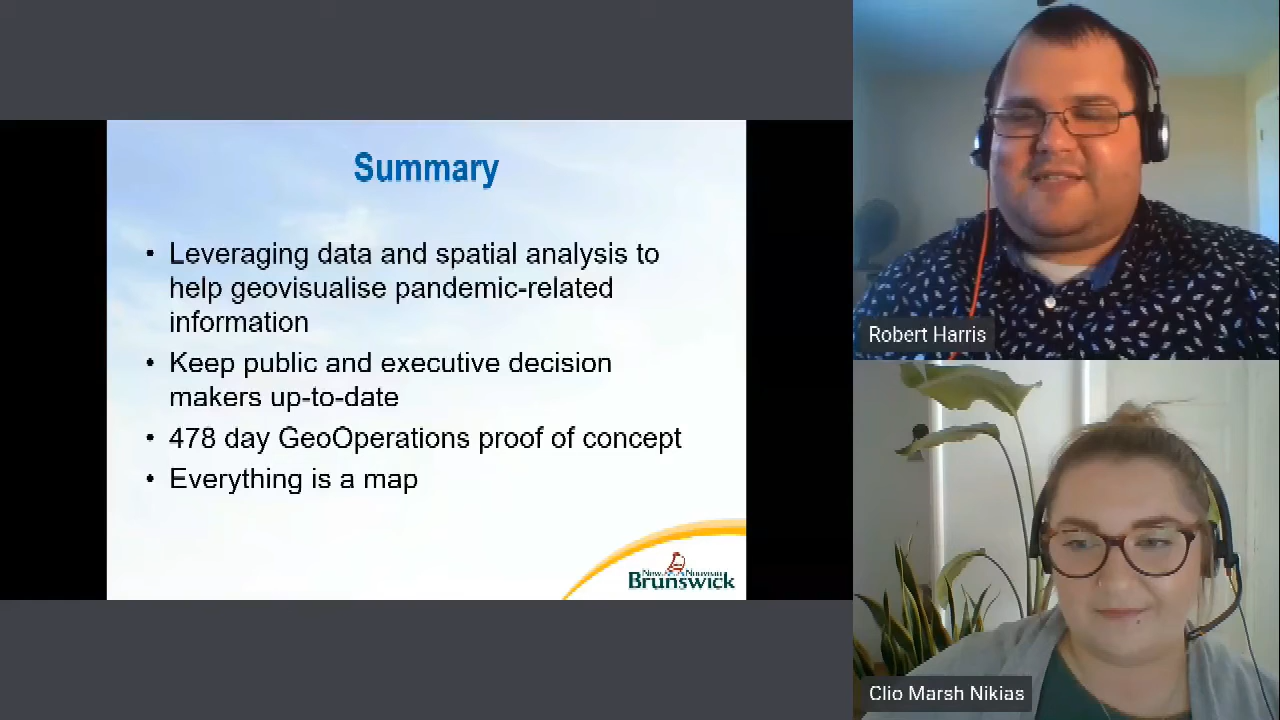 Summary
• Leveraging data and spatial analysis to
help geovisualise pandemic-related
information
• Keep public and executive decision
makers up-to-date
• 478 day GeoOperations proof of concept
• Everything is a map
New Nouveau
Brunswick
Robert Harris
Clio Marsh Nikias